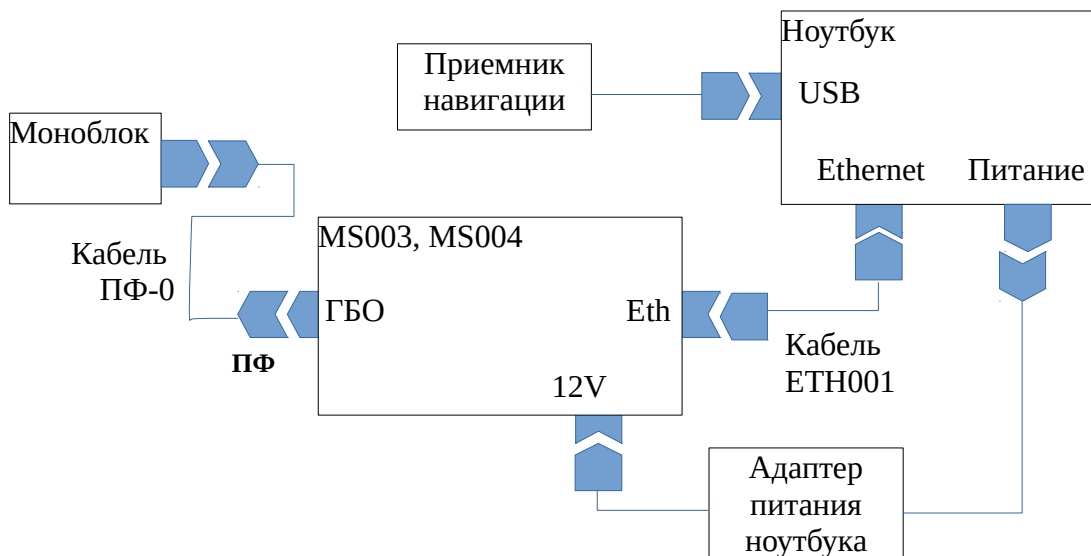 Ноутбук
Приемник
навигации
USB
Моноблок
Ethernet
Питание
MS003, MS004
Кабель
ПФ-0
ГБО
Eth
ПФ
Кабель
ETH001
12V
Адаптер
питания
ноутбука